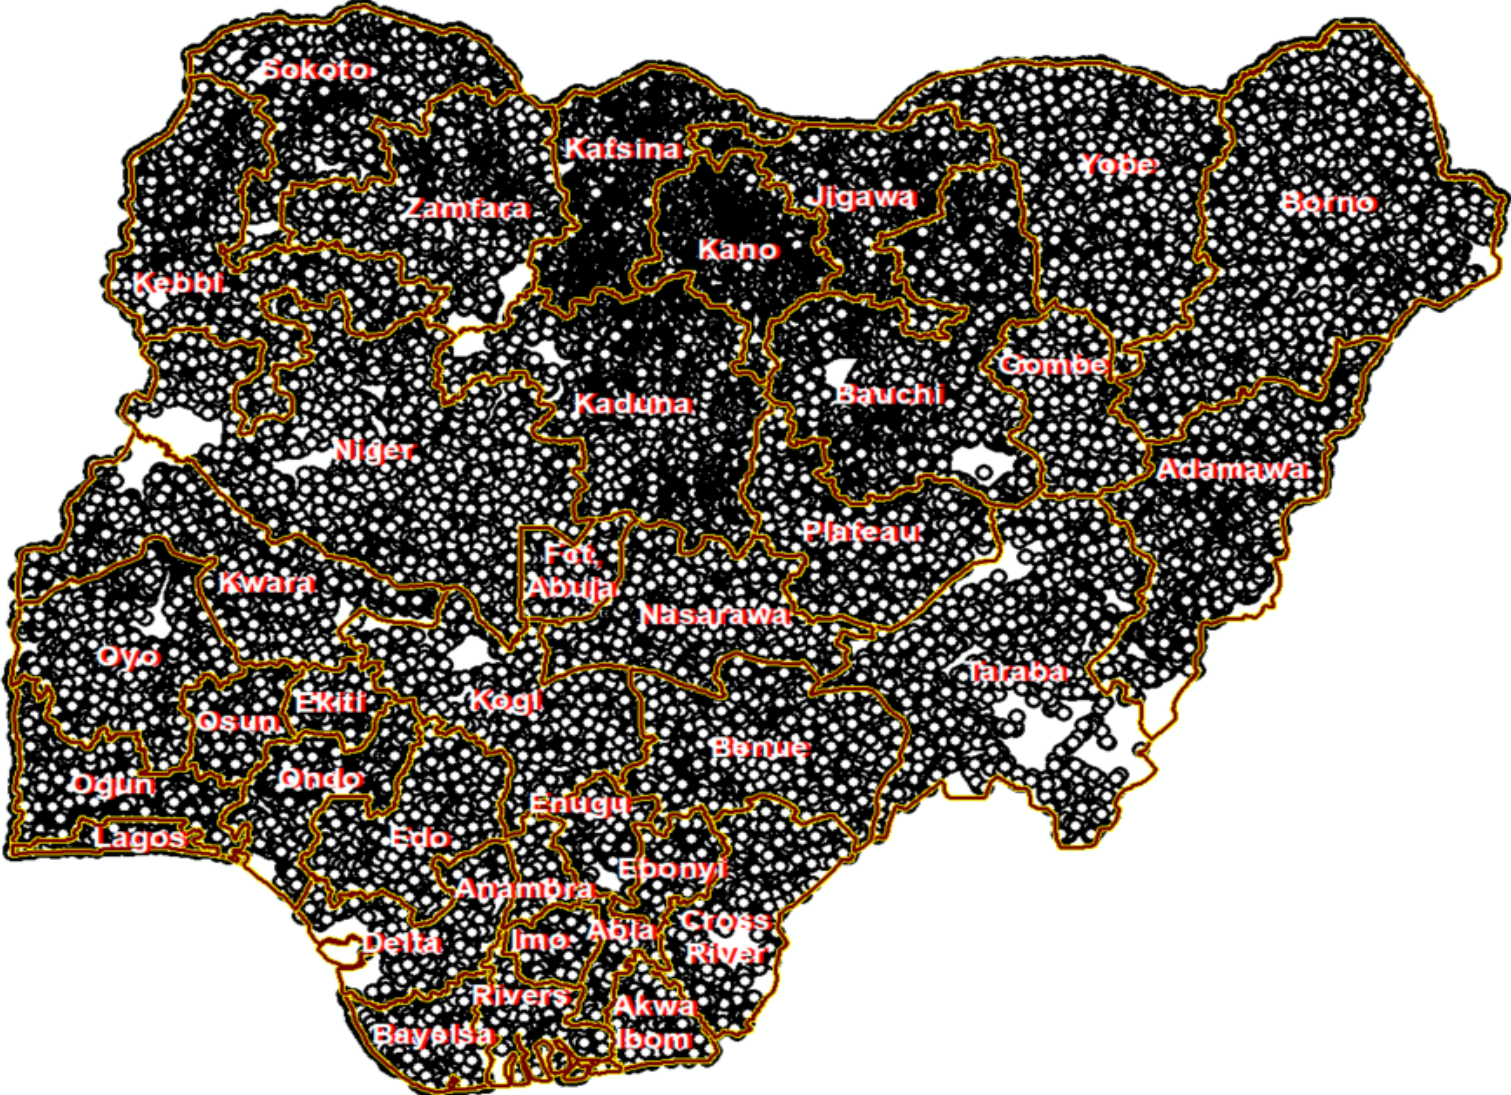 Sokoto
Katsina
Yobe
Jigawa
Borno
Zamfara
Kano
Kebbi
Gombe
Bauchi
Kaduna
Niger
Adamawa
Plateau
Fct,
Abuja
Kwara
Nasarawa
Oyo
Taraba
Kogi
Ekiti
Osun
Benue
Ogun
Ondo
Enugu
Lagos
Edo
Ebonyi
Anambra
Cross
River
Abia
Imo
Delta
Rivers
Akwa
Ibom
Bayelsa